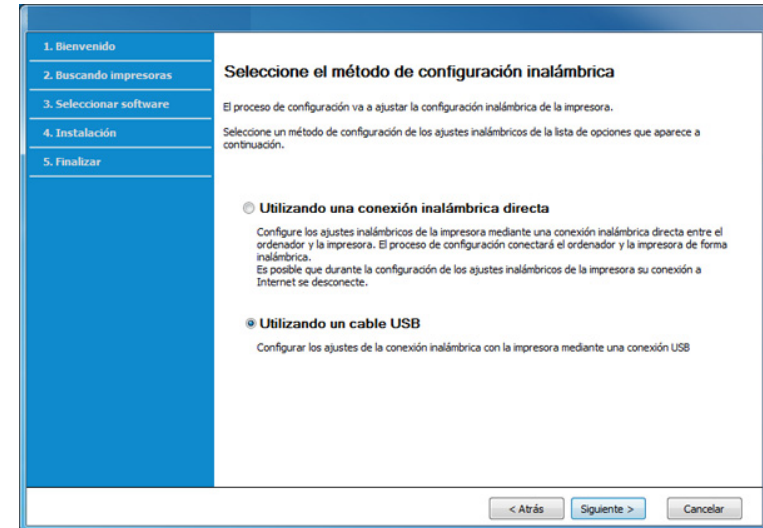 1. Bienvenido
2. Buscando impresoras
3. Seleccionar software
4. Instalación
5. Finalizar
Seleccione el método de configuración inalámbrica
El proceso de configuración va a ajustar la configuración inalámbrica de la impresora.
Seleccione un método de configuración de los ajustes inalámbricos de la lista de opciones que aparece a
continuación.
Utilizando una conexión inalámbrica directa
Configure los ajustes inalámbricos de la impresora mediante una conexión inalámbrica directa entre el
ordenador y la impresora. El proceso de configuración conectará el ordenador y la impresora de forma
inalámbrica.
Es posible que durante la configuración de los ajustes inalámbricos de la impresora su conexión a
Internet se desconecte.
Utilizando un cable USB
Configurar los ajustes de la conexión inalámbrica con la impresora mediante una conexión USB
< Atrás
Siguiente >
Cancelar